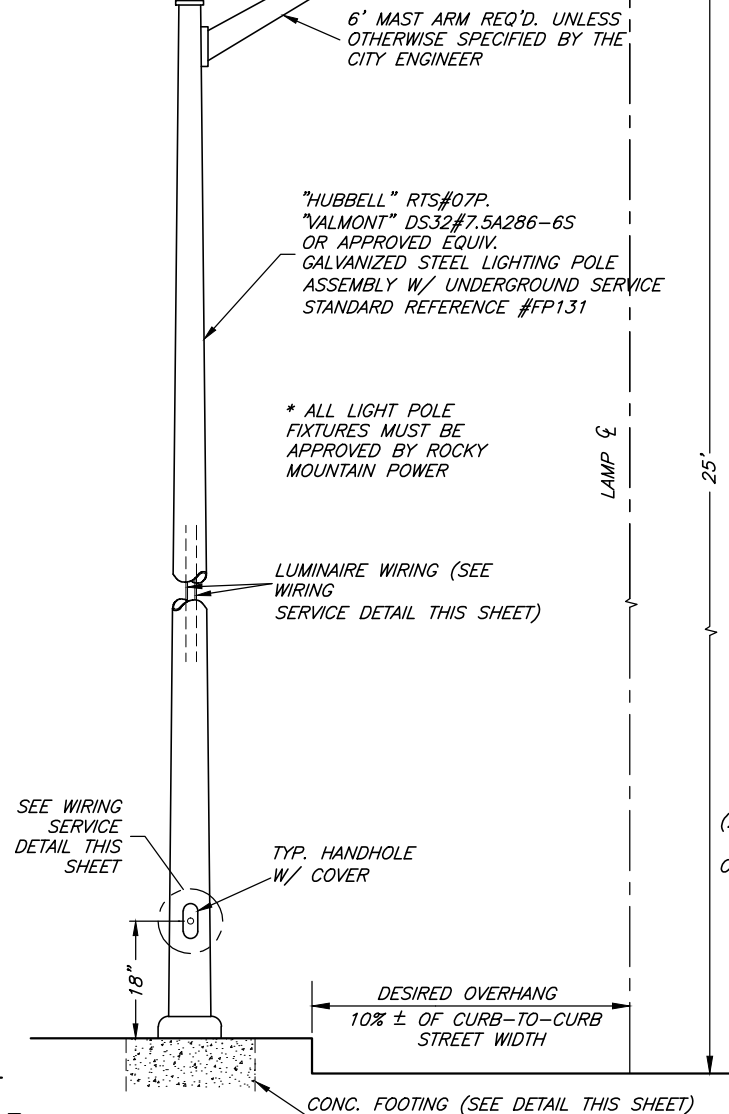 6' MAST ARM REQ'D. UNLESS
OTHERWISE SPECIFIED BY THE
CITY ENGINEER
"HUBBELL" RTS#07P.
"VALMONT" DS32#7.5A286-6S
OR APPROVED EQUIV.
GALVANIZED STEEL LIGHTING POLE
ASSEMBLY W/ UNDERGROUND SERVICE
STANDARD REFERENCE #FP131
* ALL LIGHT POLE
FIXTURES MUST BE
APPROVED BY ROCKY
MOUNTAIN POWER
LAMP ℄
25'
LUMINAIRE WIRING (SEE
WIRING
SERVICE DETAIL THIS SHEET)
SEE WIRING
SERVICE
DETAIL THIS
SHEET
TYP. HANDHOLE
W/ COVER
18"
DESIRED OVERHANG
10% ± OF CURB-TO-CURB
STREET WIDTH
CONC. FOOTING (SEE DETAIL THIS SHEET)